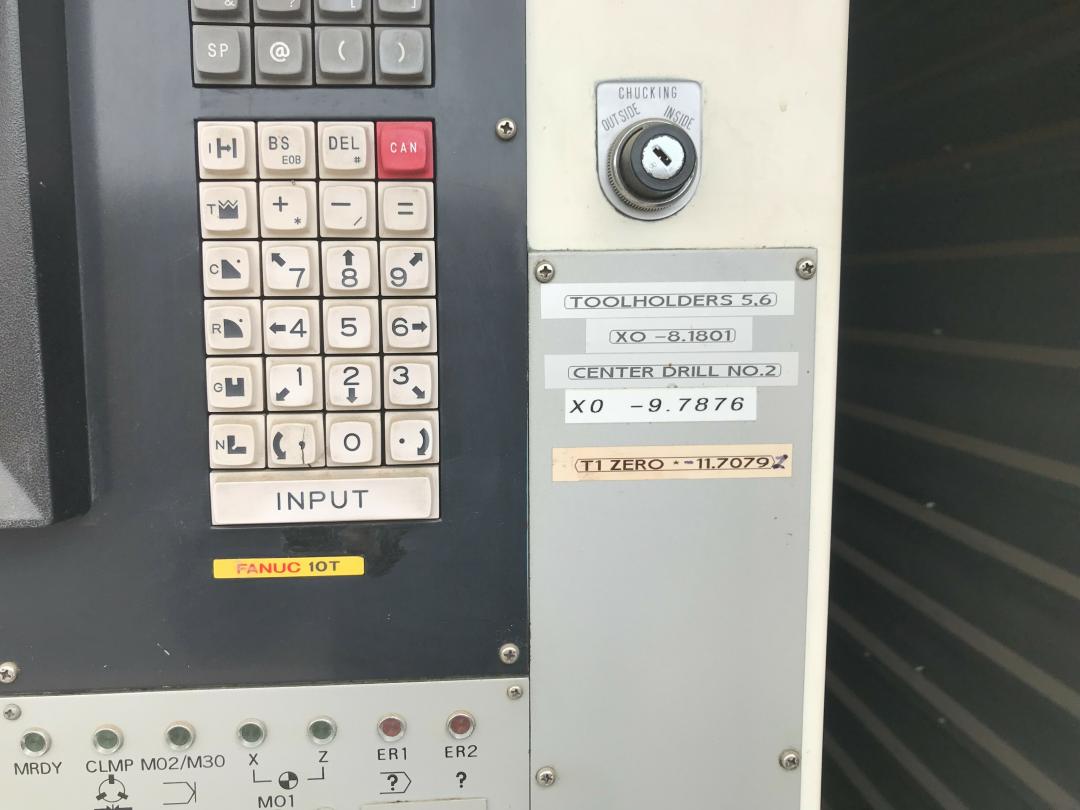 & ? [ ]
SP @ ( )
I BS EOB DEL # CAN
T + * - / =
C 7 8 9
R 4 5 6
G 1 2 3
N - 0 .
INPUT
FANUC 10T
CHUCKING
OUTSIDE INSIDE
TOOLHOLDERS 5.6
XO -8.1801
CENTER DRILL NO.2
X0 -9.7876
T1 ZERO *-11.7079Z
MRDY CLMP M02/M30 X Z ER1 ER2
? ?
M01